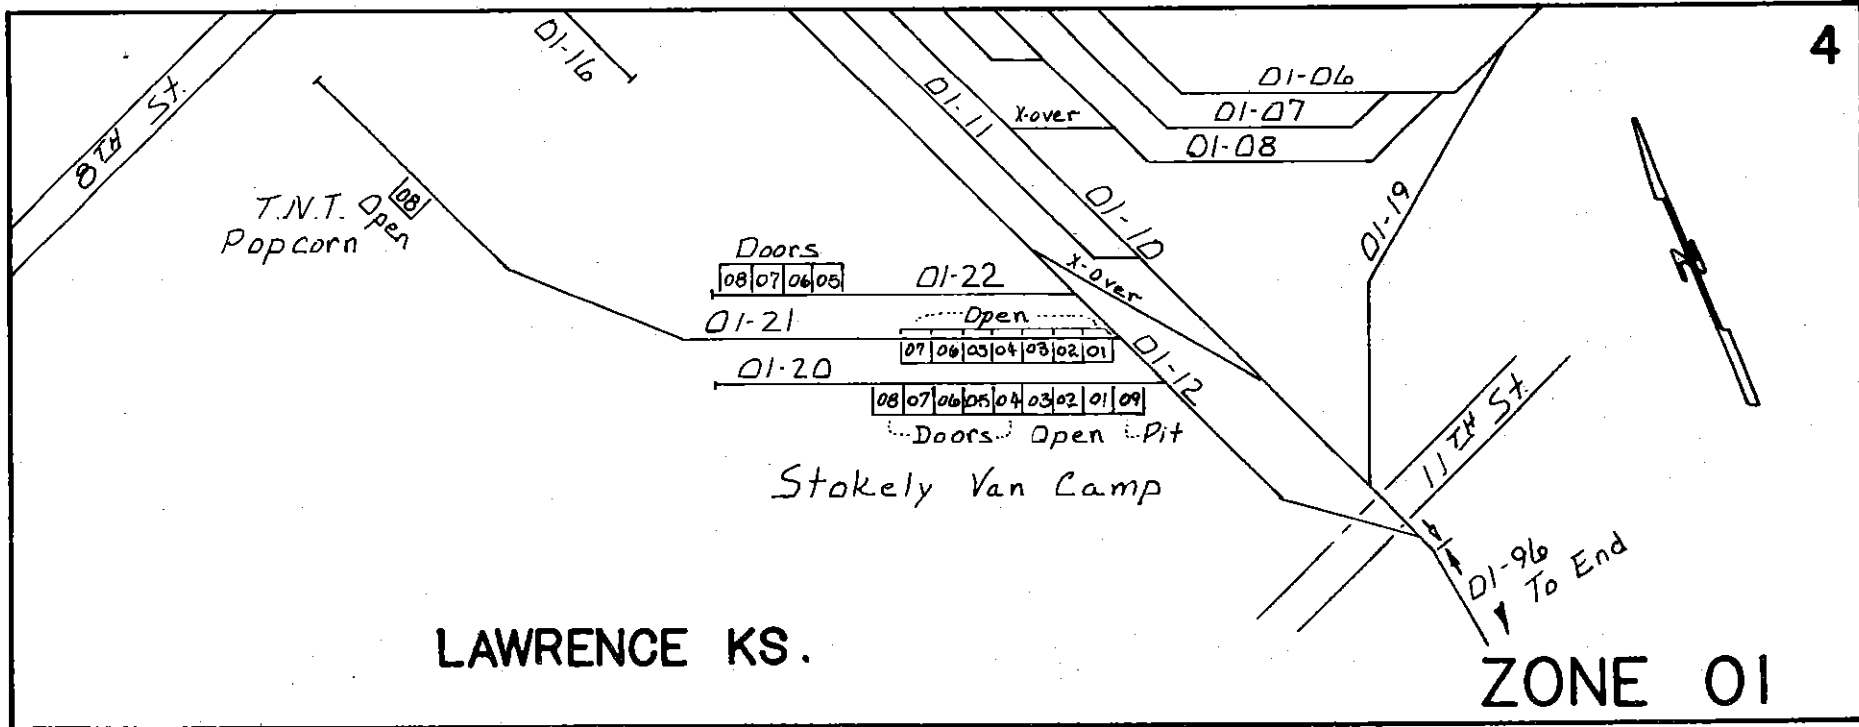 4
01-16
01-06
01-11
01-07
X-over
8TH St.
01-08
08
T.N.T. Open
Popcorn
01-10
01-19
Doors
08 07 06 05
01-22
X-over
N
01-21
Open
07 06 05 04 03 02 01
01-12
01-20
08 07 06 05 04 03 02 01 09
Doors Open Pit
11TH St.
Stokely Van Camp
01-96
To End
LAWRENCE KS.
ZONE 01